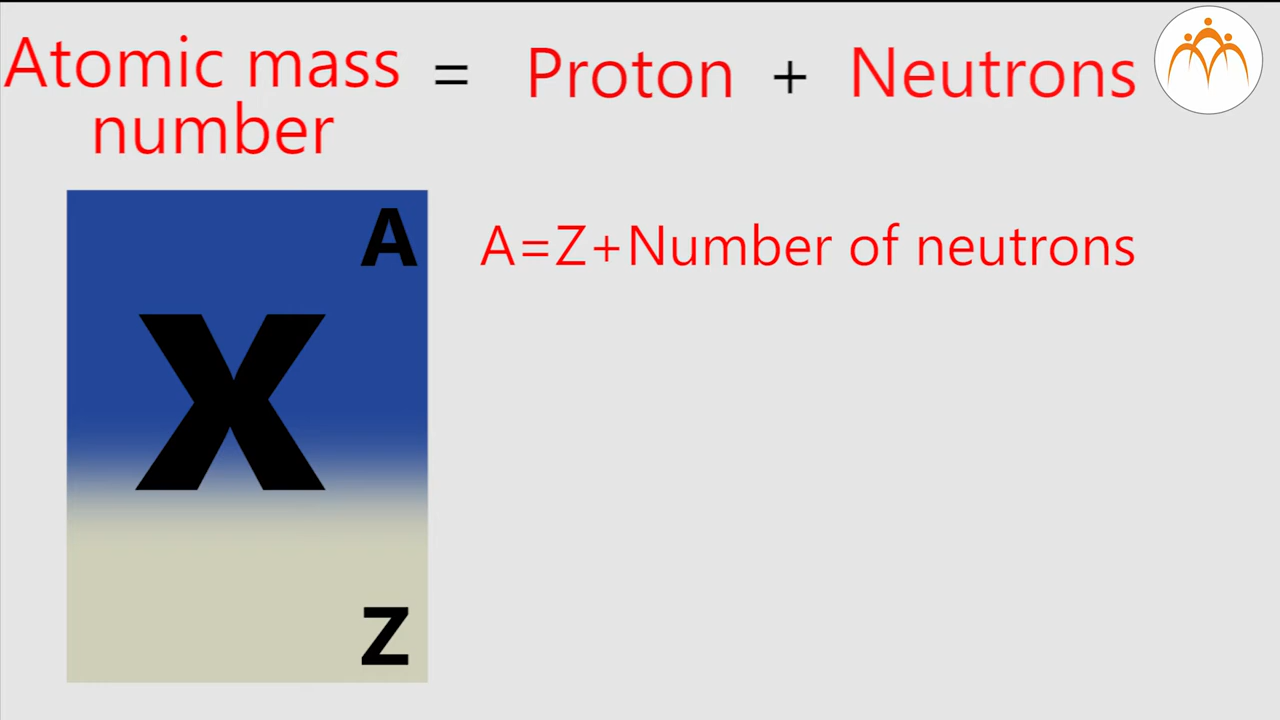 Atomic mass = Proton + Neutrons
number
A
A=Z+Number of neutrons
X
Z